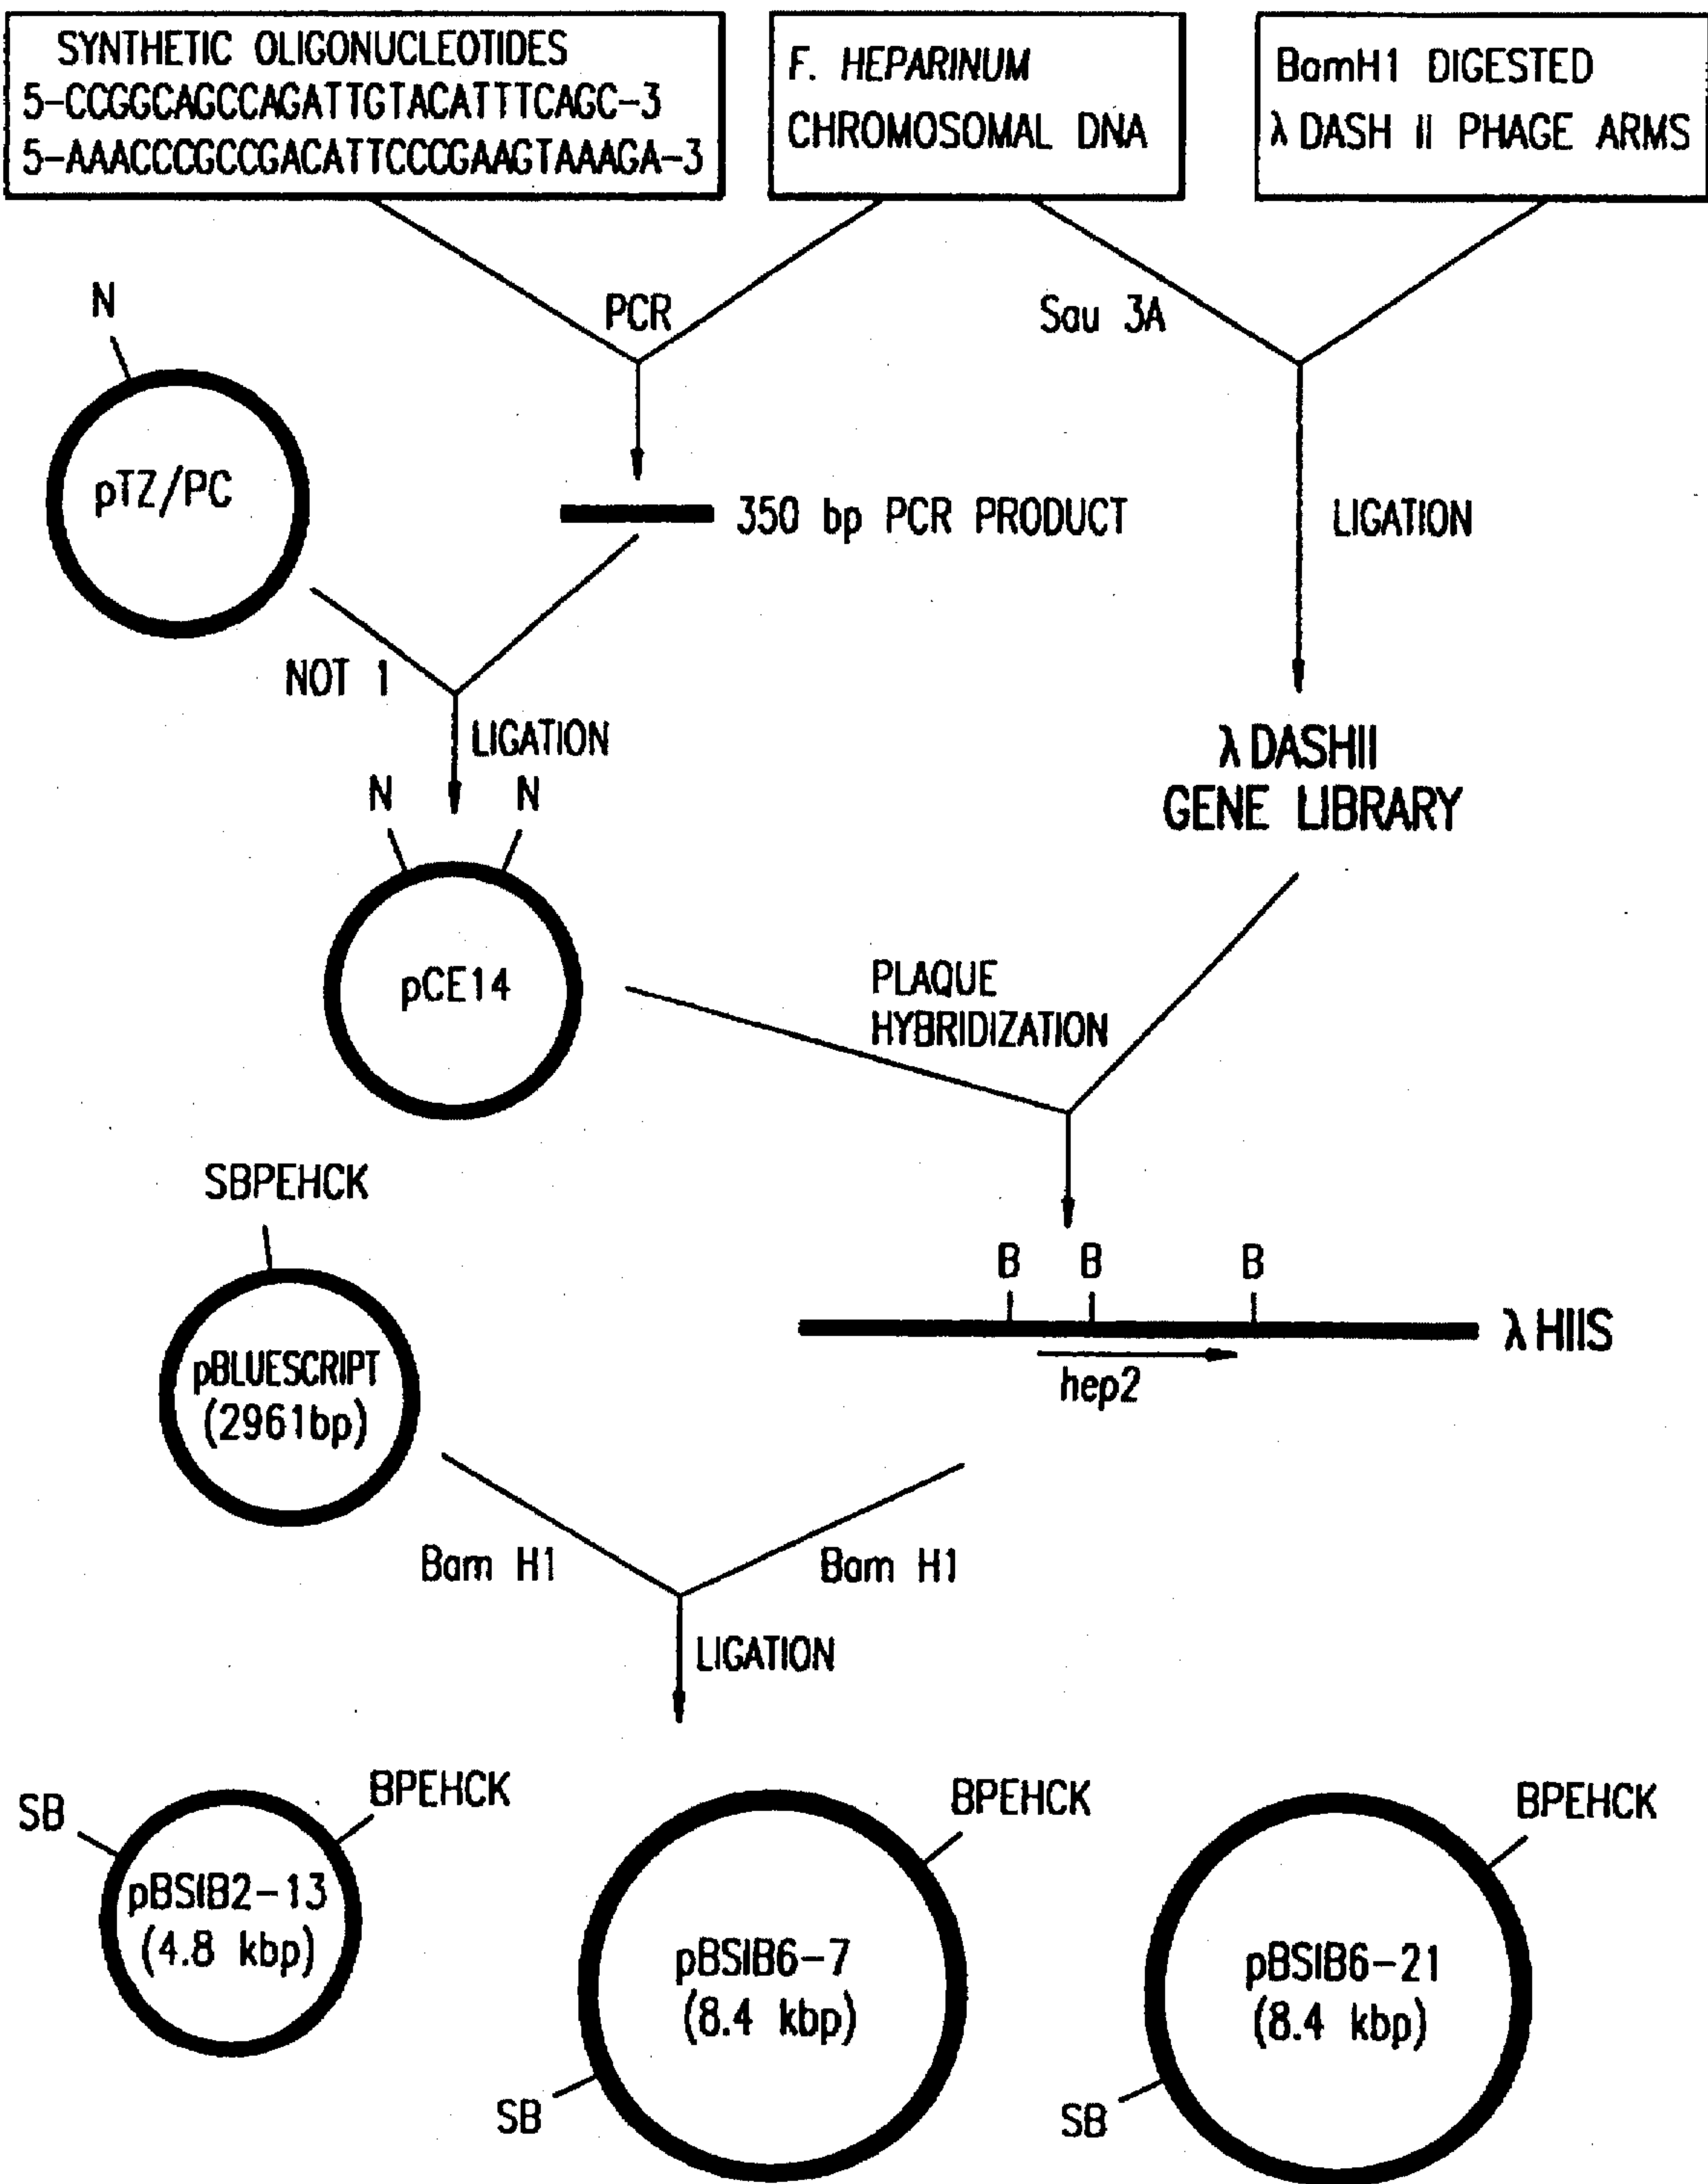 SYNTHETIC OLIGONUCLEOTIDES
5-CCGGCAGCCAGATTGTACATTTCAGC-3
5-AAACCCGCCGACATTCCCGAAGTAAAGA-3
F. HEPARINUM
CHROMOSOMAL DNA
BamH1 DIGESTED
λ DASH II PHAGE ARMS
PCR
Sau 3A
N
pTZ/PC
350 bp PCR PRODUCT
LIGATION
NOT 1
LIGATION
λ DASHII
GENE LIBRARY
N
N
pCE14
PLAQUE
HYBRIDIZATION
SBPEHCK
B
B
B
λ HIIS
hep2
pBLUESCRIPT
(2961bp)
Bam H1
Bam H1
LIGATION
SB
BPEHCK
pBSIB2-13
(4.8 kbp)
BPEHCK
pBSIB6-7
(8.4 kbp)
SB
BPEHCK
pBSIB6-21
(8.4 kbp)
SB